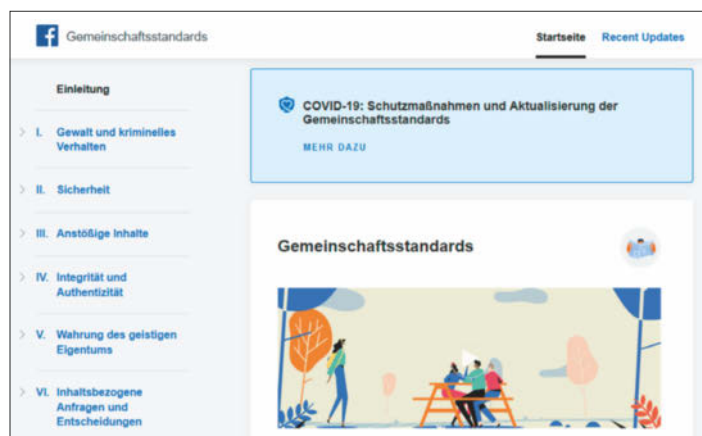 Gemeinschaftsstandards
Startseite Recent Updates
Einleitung
I. Gewalt und kriminelles
Verhalten
II. Sicherheit
III. Anstößige Inhalte
IV. Integrität und
Authentizität
V. Wahrung des geistigen
Eigentums
VI. Inhaltsbezogene
Anfragen und
Entscheidungen
COVID-19: Schutzmaßnahmen und Aktualisierung der
Gemeinschaftsstandards
MEHR DAZU
Gemeinschaftsstandards